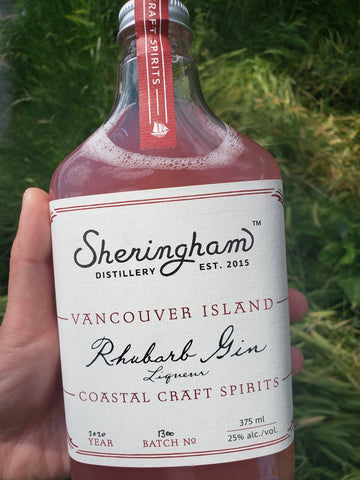 CRAFT SPIRITS
Sheringham™
DISTILLERY EST. 2015
VANCOUVER ISLAND
Rhubarb Gin
Liqueur
COASTAL CRAFT SPIRITS
2020 1300 375 ml
YEAR BATCH Nº 25% alc./vol.